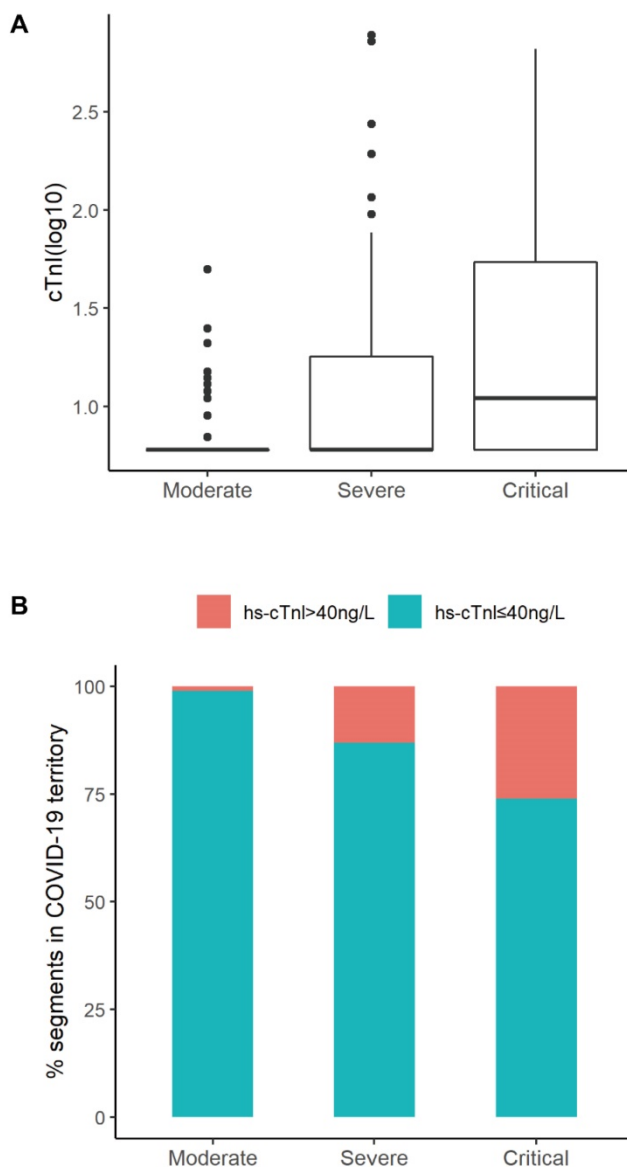 A
cTnI(log10)
2.5
2.0
1.5
1.0
Moderate Severe Critical
B
hs-cTnI>40ng/L hs-cTnI≤40ng/L
% segments in COVID-19 territory
100
75
50
25
0
Moderate Severe Critical